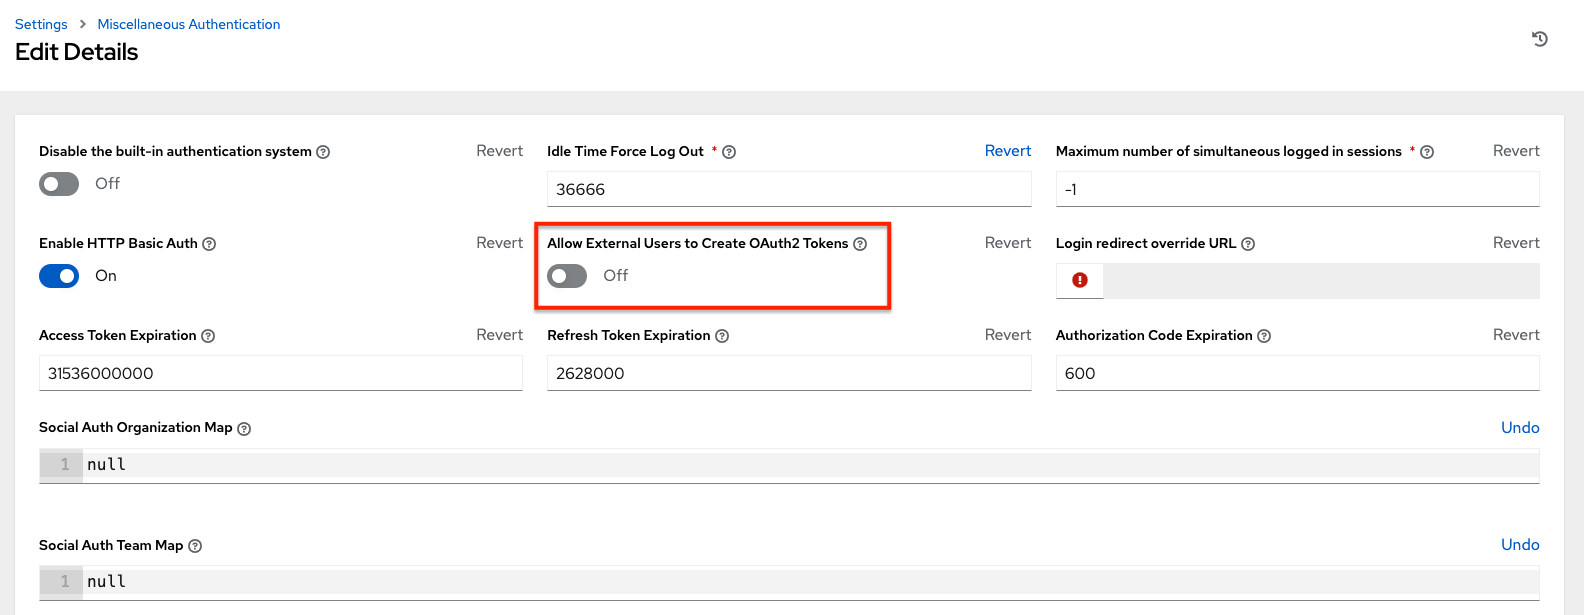 Settings > Miscellaneous Authentication
Edit Details
Disable the built-in authentication system Revert
Off
Idle Time Force Log Out * Revert
36666
Maximum number of simultaneous logged in sessions * Revert
-1
Enable HTTP Basic Auth Revert
On
Allow External Users to Create OAuth2 Tokens Revert
Off
Login redirect override URL Revert
Access Token Expiration Revert
31536000000
Refresh Token Expiration Revert
2628000
Authorization Code Expiration Revert
600
Social Auth Organization Map Undo
1 null
Social Auth Team Map Undo
1 null